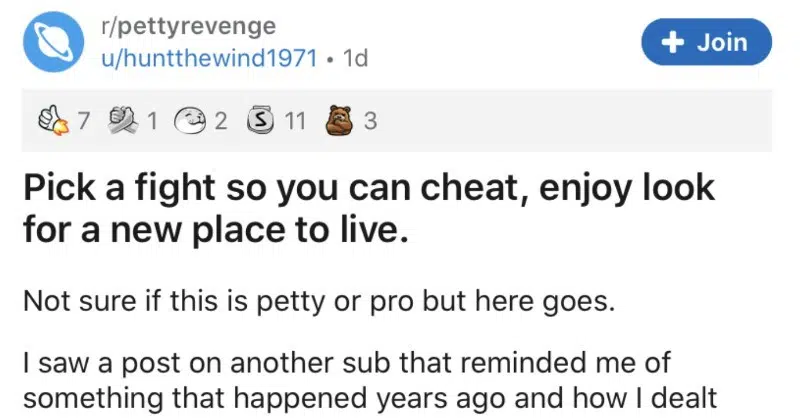 r/pettyrevenge
u/huntthewind1971 • 1d
+ Join
7 1 2 S 11 3
Pick a fight so you can cheat, enjoy look
for a new place to live.
Not sure if this is petty or pro but here goes.
I saw a post on another sub that reminded me of
something that happened years ago and how I dealt